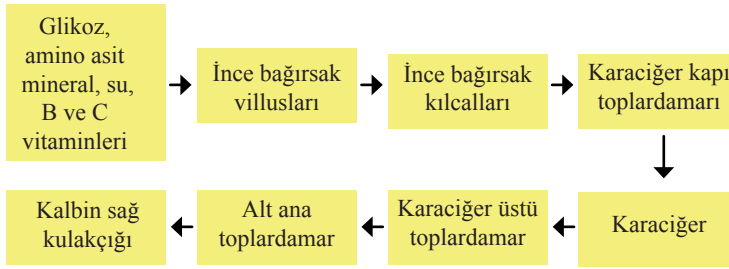 Glikoz,
amino asit
mineral, su,
B ve C
vitaminleri
İnce bağırsak
villusları
İnce bağırsak
kılcalları
Karaciğer kapı
toplardamarı
Karaciğer
Karaciğer üstü
toplardamar
Alt ana
toplardamar
Kalbin sağ
kulakçığı